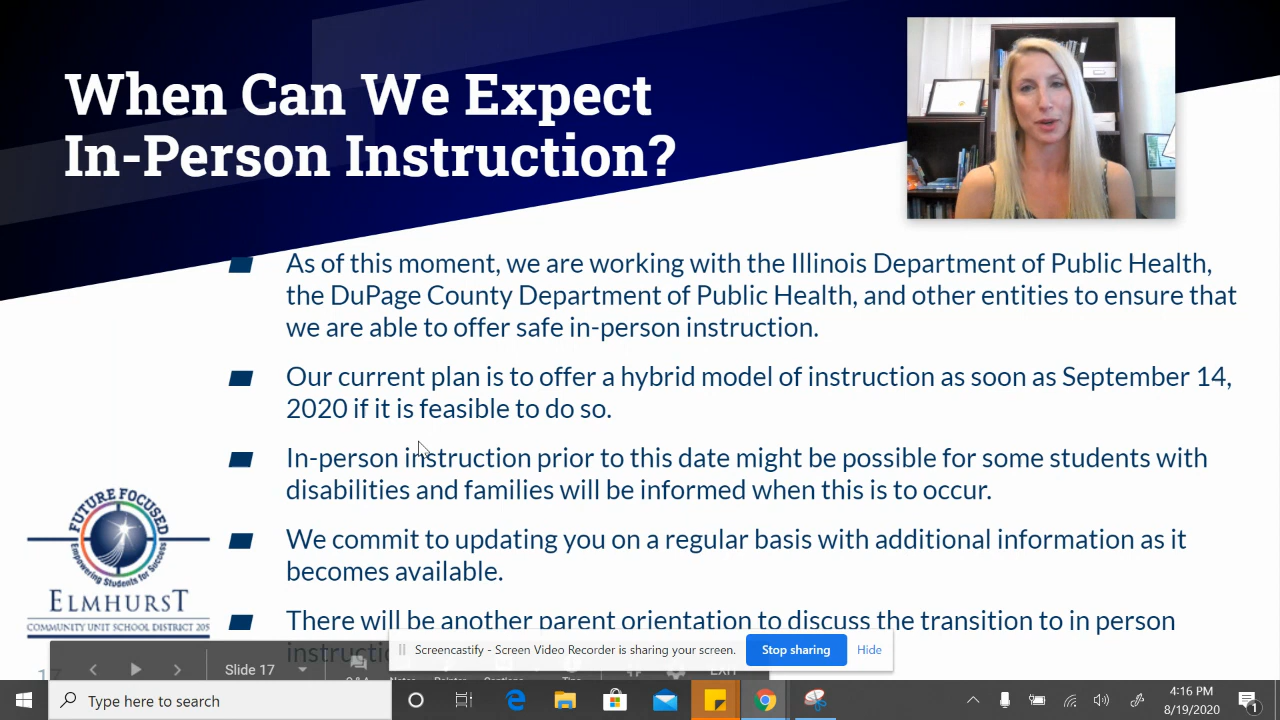 When Can We Expect
In-Person Instruction?
As of this moment, we are working with the Illinois Department of Public Health,
the DuPage County Department of Public Health, and other entities to ensure that
we are able to offer safe in-person instruction.
Our current plan is to offer a hybrid model of instruction as soon as September 14,
2020 if it is feasible to do so.
In-person instruction prior to this date might be possible for some students with
disabilities and families will be informed when this is to occur.
We commit to updating you on a regular basis with additional information as it
becomes available.
There will be another parent orientation to discuss the transition to in person
FUTURE FOCUSED
Empowering Students for Success
ELMHURST
COMMUNITY UNIT SCHOOL DISTRICT 205
Screencastify - Screen Video Recorder is sharing your screen.
Stop sharing
Hide
17
Slide 17
Type here to search
4:16 PM
8/19/2020
1